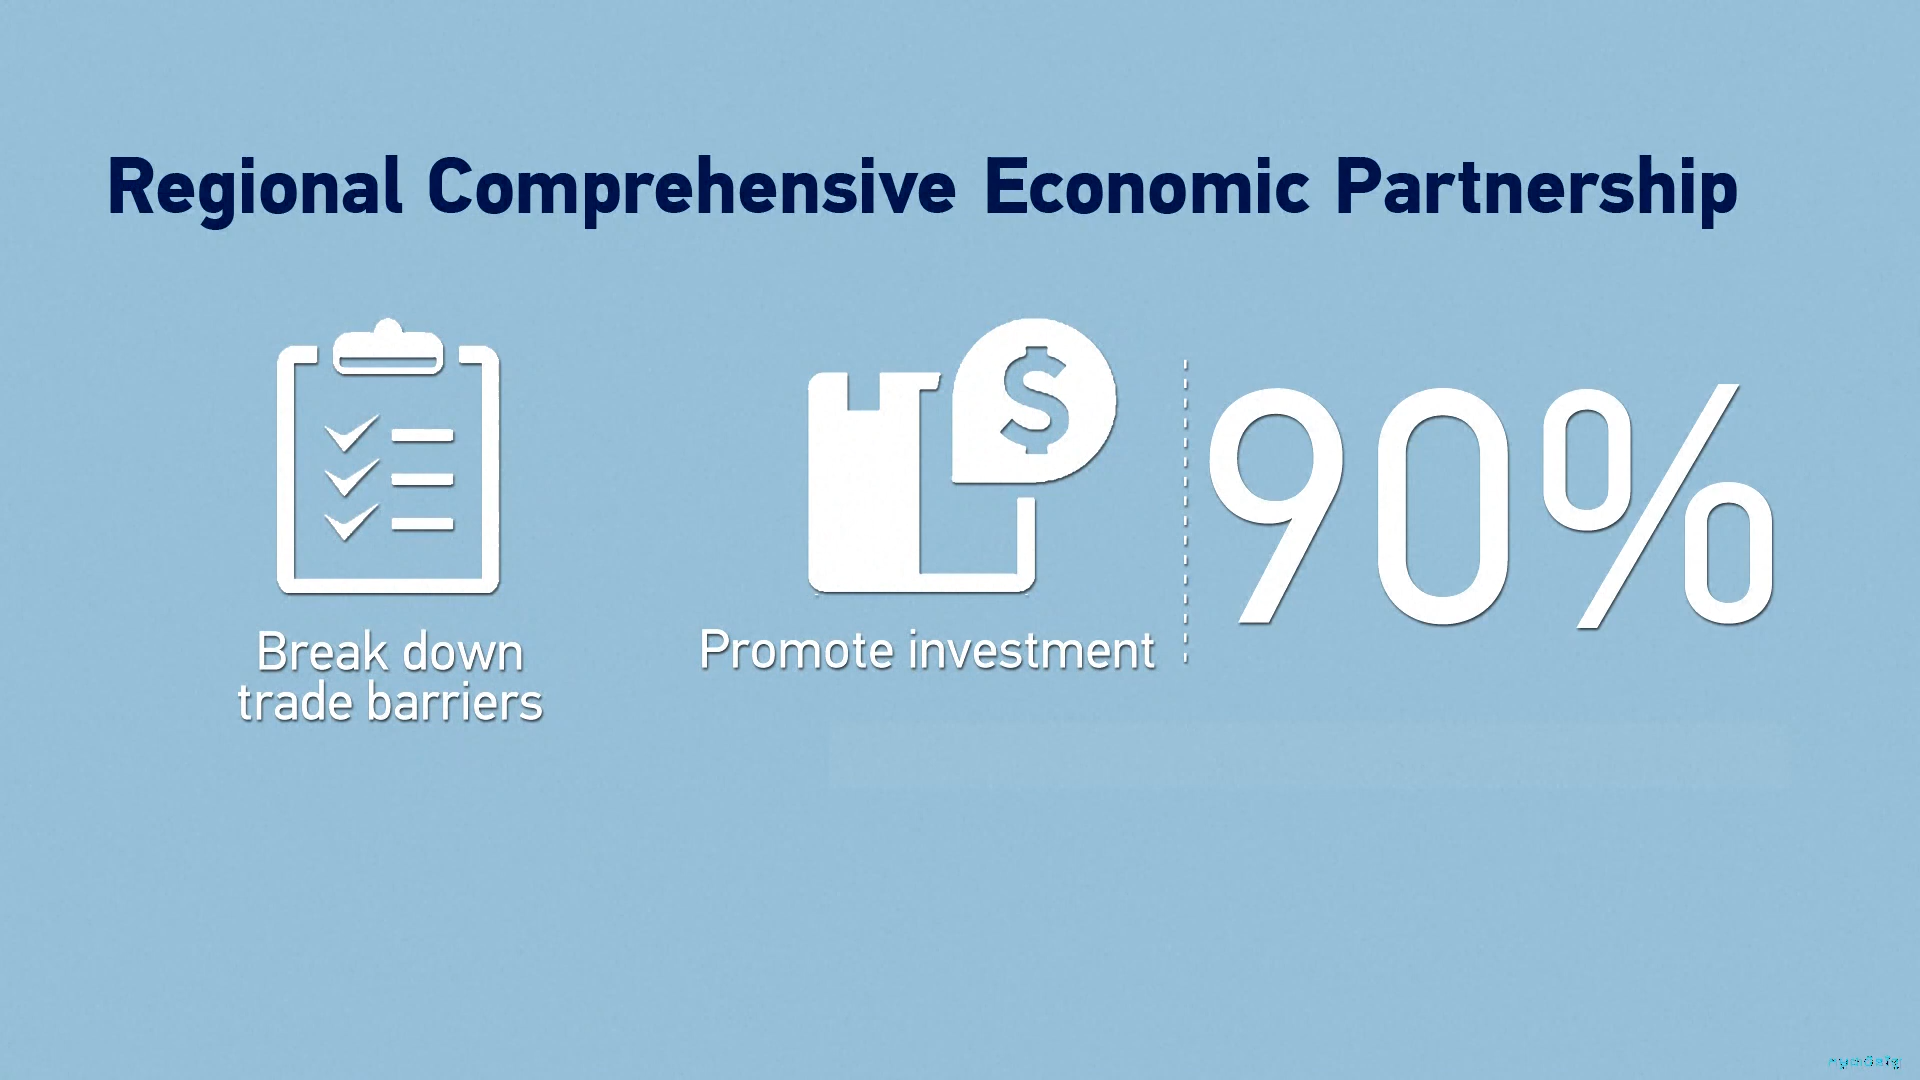 Regional Comprehensive Economic Partnership
$
90%
Break down
trade barriers
Promote investment